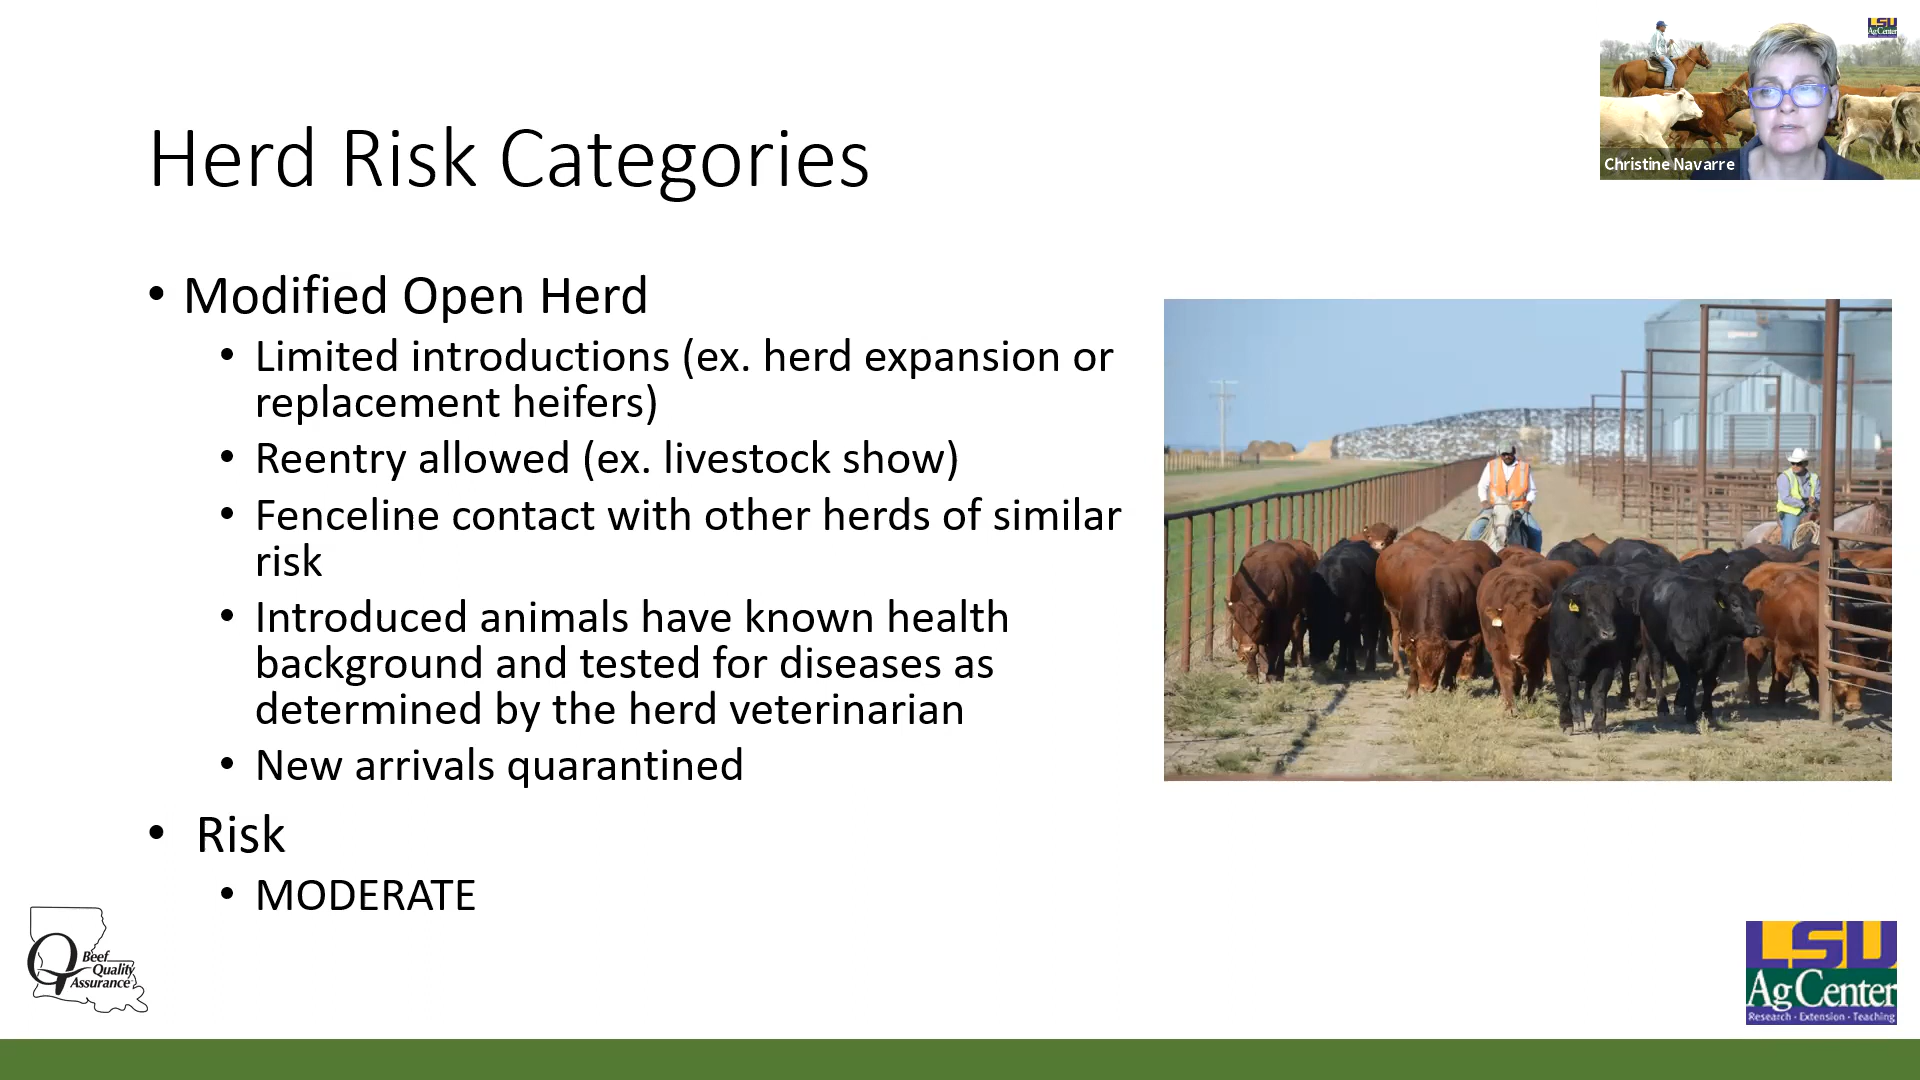 LSU
AgCenter
Christine Navarre
Herd Risk Categories
• Modified Open Herd
• Limited introductions (ex. herd expansion or
replacement heifers)
• Reentry allowed (ex. livestock show)
• Fenceline contact with other herds of similar
risk
• Introduced animals have known health
background and tested for diseases as
determined by the herd veterinarian
• New arrivals quarantined
• Risk
• MODERATE
Q Beef
Quality
Assurance
LSU
AgCenter
Research · Extension · Teaching